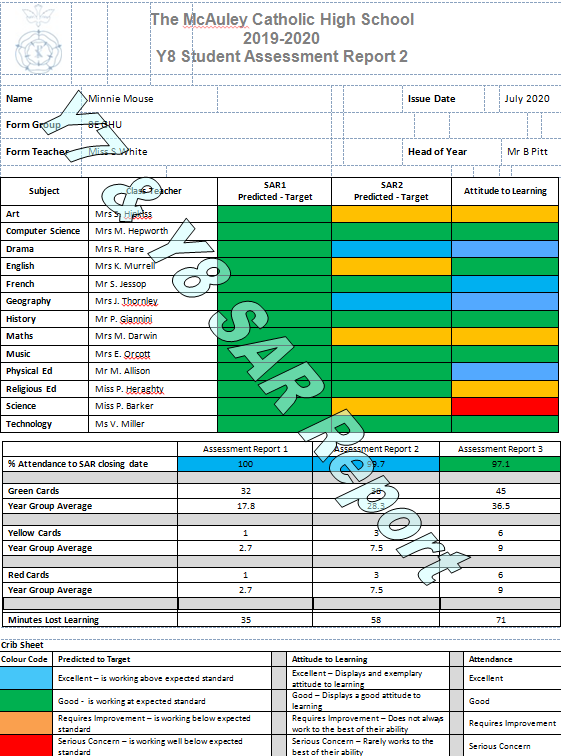 The McAuley Catholic High School
2019-2020
Y8 Student Assessment Report 2
Name Minnie Mouse Issue Date July 2020
Form Group
Form Teacher Miss S White Head of Year Mr B Pitt
Y7 & Y8 SAR Report
Subject Class Teacher SAR1 Predicted - Target SAR2 Predicted - Target Attitude to Learning
Art Mrs S.
Computer Science Mrs M. Hepworth
Drama Mrs R. Hare
English Mrs K. Murrell
French Mr S. Jessop
Geography Mrs J. Thornley
History Mr P. Giannini
Maths Mrs M. Darwin
Music Mrs E. Orcott
Physical Ed Mr M. Allison
Religious Ed Miss P. Heraghty
Science Miss P. Barker
Technology Ms V. Miller
Assessment Report 1 Assessment Report 2 Assessment Report 3
% Attendance to SAR closing date 100 99.7 97.1
Green Cards 32 38 45
Year Group Average 17.8 28.3 36.5
Yellow Cards 1 3 6
Year Group Average 2.7 7.5 9
Red Cards 1 3 6
Year Group Average 2.7 7.5 9
Minutes Lost Learning 35 58 71
Crib Sheet
Colour Code Predicted to Target Attitude to Learning Attendance
Excellent – is working above expected standard Excellent – Displays and exemplary attitude to learning Excellent
Good - is working at expected standard Good – Displays a good attitude to learning Good
Requires Improvement – is working below expected standard Requires Improvement – Does not always work to the best of their ability Requires Improvement
Serious Concern – is working well below expected standard Serious Concern – Rarely works to the best of their ability Serious Concern